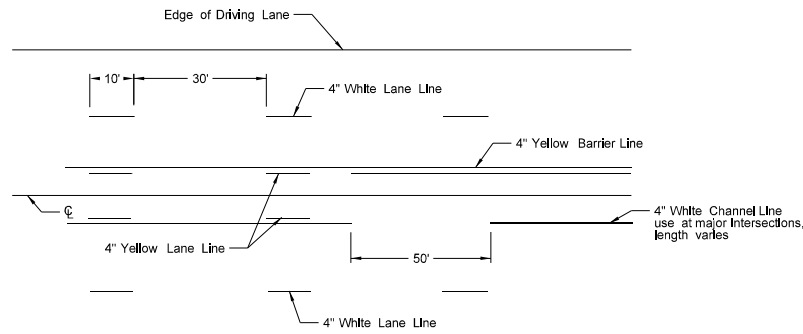 Edge of Driving Lane
10'
30'
4" White Lane Line
4" Yellow Barrier Line
℄
4" White Channel Line
use at major intersections,
length varies
4" Yellow Lane Line
50'
4" White Lane Line